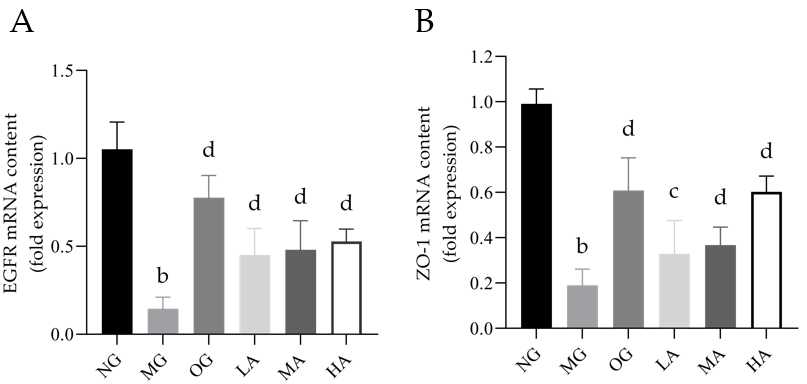 A
EGFR mRNA content
(fold expression)
1.5
1.0
0.5
0.0
b
d
d
d
d
NG
MG
OG
LA
MA
HA
B
ZO-1 mRNA content
(fold expression)
1.2
1.0
0.8
0.6
0.4
0.2
0.0
b
d
c
d
d
NG
MG
OG
LA
MA
HA